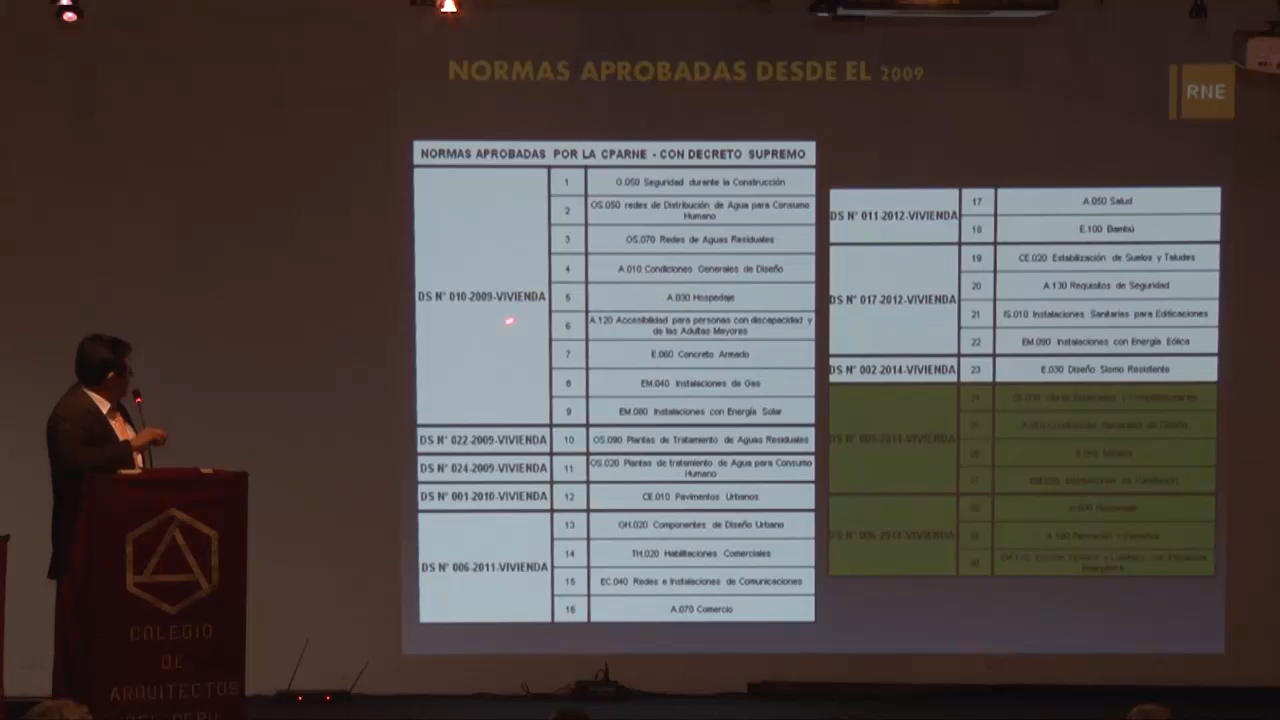 NORMAS APROBADAS DESDE EL 2009
RNE
NORMAS APROBADAS POR LA CPARNE - CON DECRETO SUPREMO
DS N° 010-2009-VIVIENDA
1
G.050 Seguridad durante la Construcción
2
OS.050 redes de Distribución de Agua para Consumo
Humano
3
OS.070 Redes de Aguas Residuales
4
A.010 Condiciones Generales de Diseño
5
A.030 Hospedaje
6
A.120 Accesibilidad para personas con discapacidad y
de las Adultas Mayores
7
E.060 Concreto Armado
8
EM.040 Instalaciones de Gas
9
EM.080 Instalaciones con Energía Solar
DS N° 022-2009-VIVIENDA
10
OS.090 Plantas de Tratamiento de Aguas Residuales
DS N° 024-2009-VIVIENDA
11
OS.020 Plantas de tratamiento de Agua para Consumo
Humano
DS N° 001-2010-VIVIENDA
12
CE.010 Pavimentos Urbanos
DS N° 006-2011-VIVIENDA
13
GH.020 Componentes de Diseño Urbano
14
TH.020 Habilitaciones Comerciales
15
EC.040 Redes e Instalaciones de Comunicaciones
16
A.070 Comercio
DS N° 011-2012-VIVIENDA
17
A.050 Salud
18
E.100 Bambú
DS N° 017-2012-VIVIENDA
19
CE.020 Estabilización de Suelos y Taludes
20
A.130 Requisitos de Seguridad
21
IS.010 Instalaciones Sanitarias para Edificaciones
22
EM.090 Instalaciones con Energía Eólica
DS N° 002-2014-VIVIENDA
23
E.030 Diseño Sismo Resistente
COLEGIO
DE
ARQUITECTOS
DEL PERU